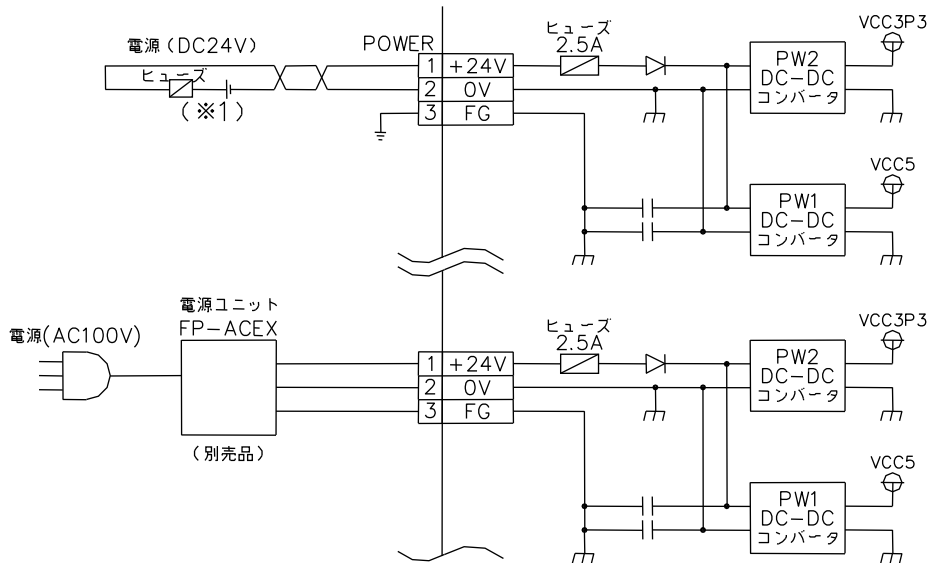 電源(DC24V)
ヒューズ
(※1)
POWER
1 +24V
2 0V
3 FG
ヒューズ
2.5A
PW2
DC-DC
コンバータ
VCC3P3
PW1
DC-DC
コンバータ
VCC5
電源(AC100V)
電源ユニット
FP-ACEX
(別売品)
1 +24V
2 0V
3 FG
ヒューズ
2.5A
PW2
DC-DC
コンバータ
VCC3P3
PW1
DC-DC
コンバータ
VCC5